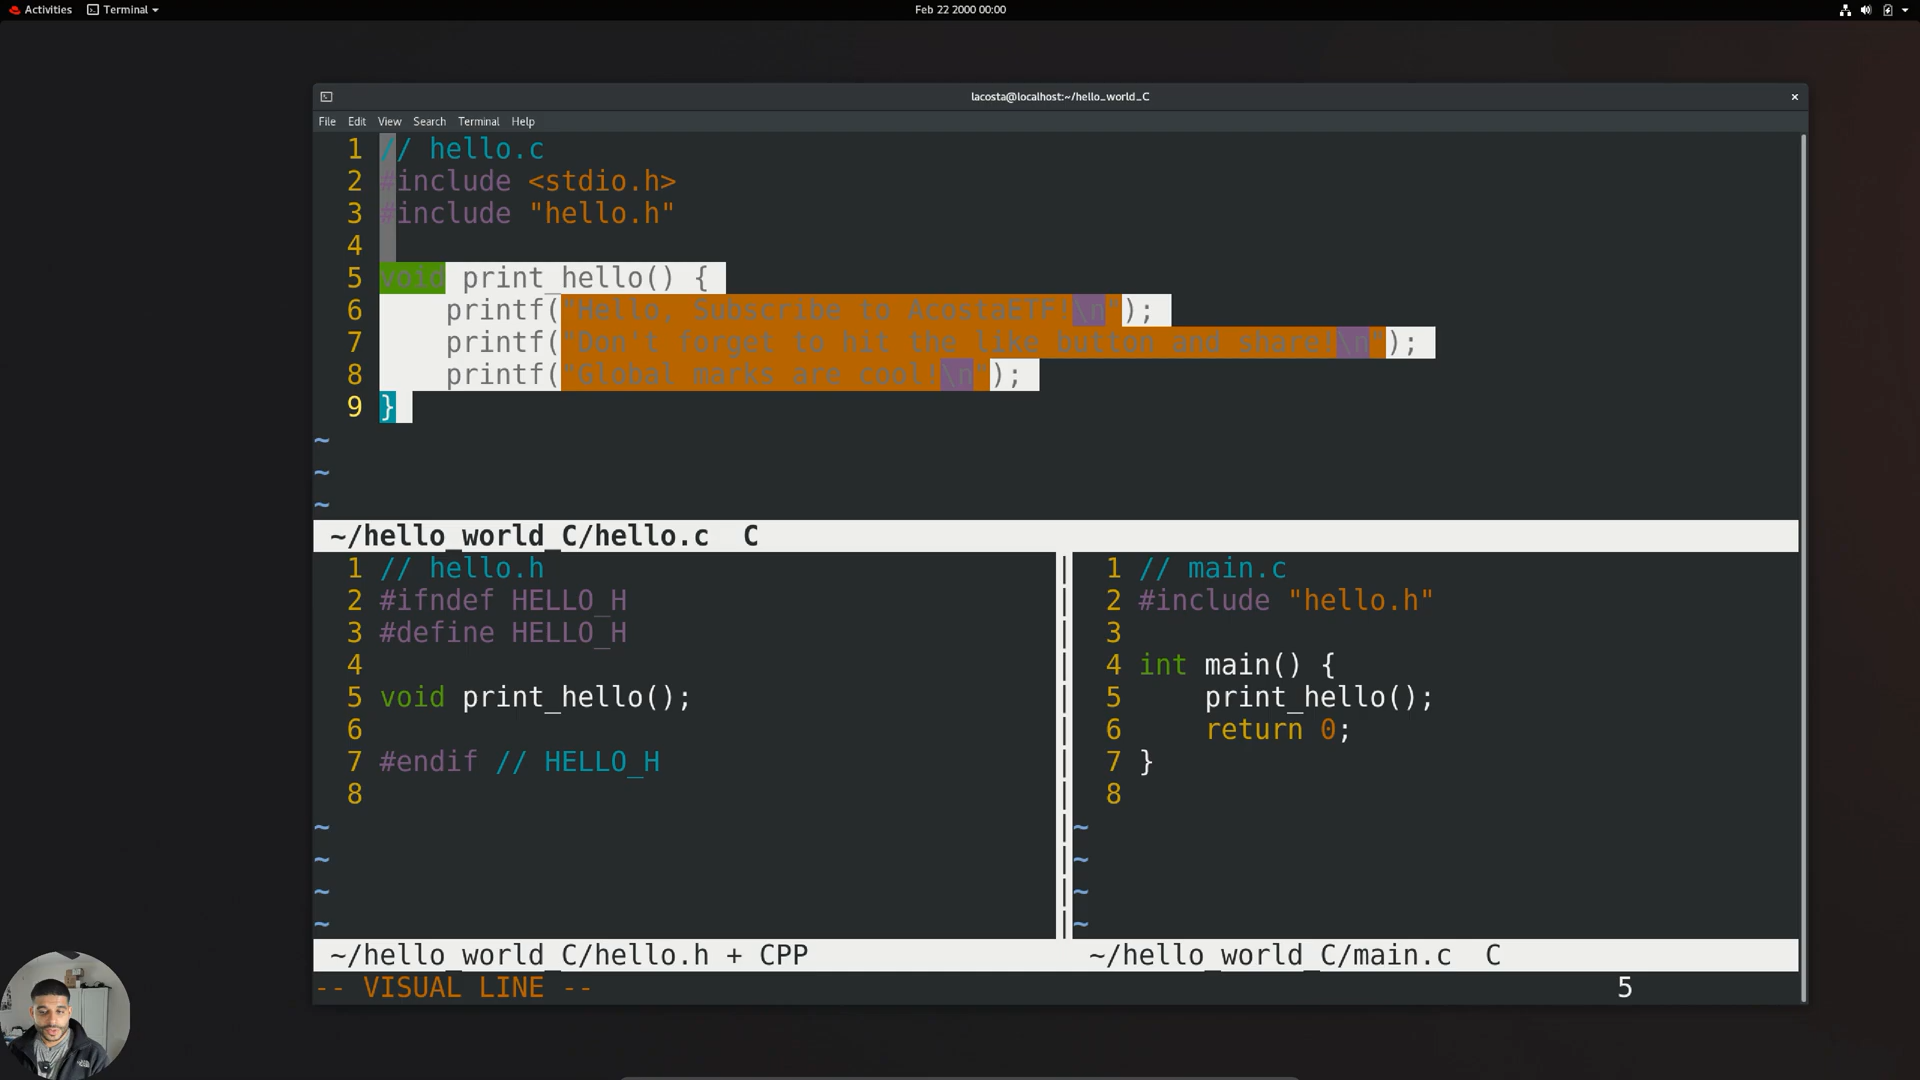 Activities Terminal Feb 22 2000 00:00
lacosta@localhost:~/hello_world_C ×
File Edit View Search Terminal Help
1 // hello.c
2 #include <stdio.h>
3 #include "hello.h"
4
5 void print_hello() {
6 printf("Hello, Subscribe to AcostaETF!\n");
7 printf("Don't forget to hit the like button and share!\n");
8 printf("Global marks are cool!\n");
9 }
~
~
~
~/hello_world_C/hello.c C
1 // hello.h
2 #ifndef HELLO_H
3 #define HELLO_H
4
5 void print_hello();
6
7 #endif // HELLO_H
8
~
~
~
~
~/hello_world_C/hello.h + CPP
1 // main.c
2 #include "hello.h"
3
4 int main() {
5 print_hello();
6 return 0;
7 }
8
~
~
~
~
~/hello_world_C/main.c C
-- VISUAL LINE -- 5